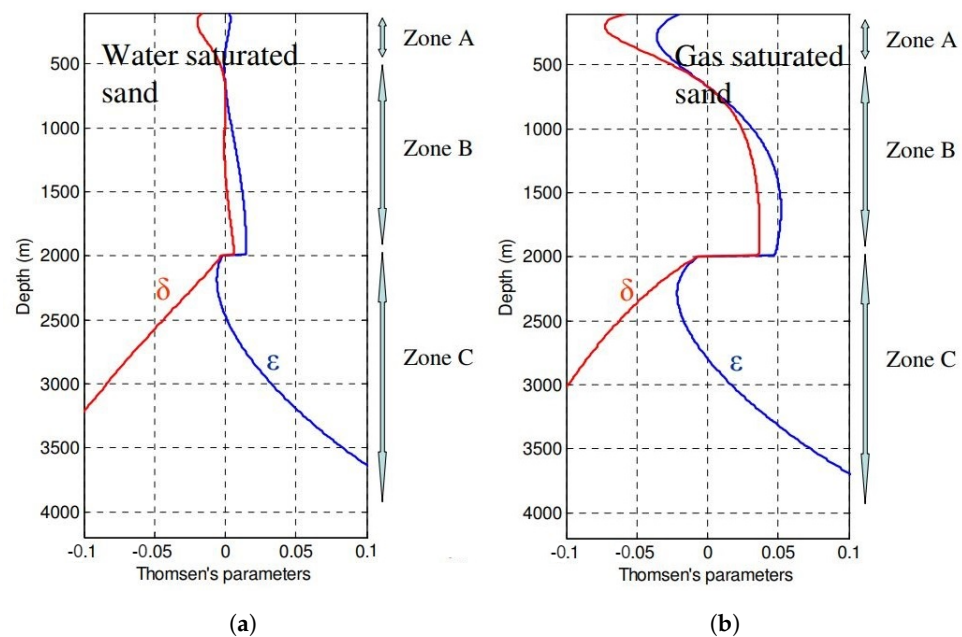 Water saturated
sand
500
1000
1500
2000
2500
3000
3500
4000
Depth (m)
δ
ε
-0.1
-0.05
0
0.05
0.1
Thomsen's parameters
Zone A
Zone B
Zone C
(a)
Gas saturated
sand
500
1000
1500
2000
2500
3000
3500
4000
Depth (m)
δ
ε
-0.1
-0.05
0
0.05
0.1
Thomsen's parameters
Zone A
Zone B
Zone C
(b)